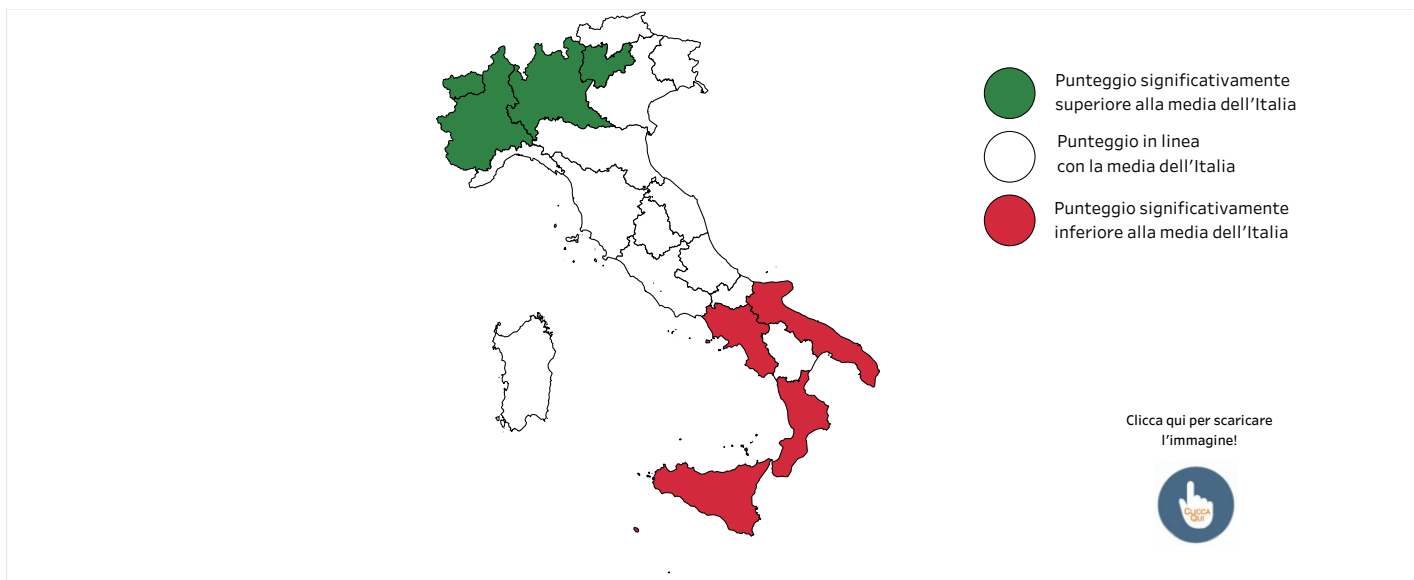 Punteggio significativamente
superiore alla media dell'Italia
Punteggio in linea
con la media dell'Italia
Punteggio significativamente
inferiore alla media dell'Italia
Clicca qui per scaricare
l'immagine!
CLICCA
QUI